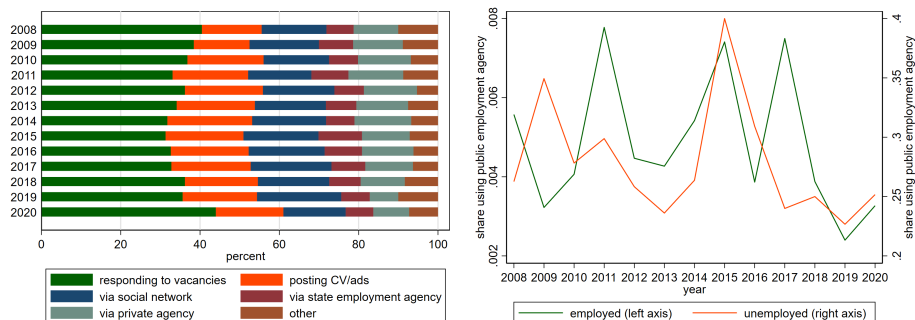 2008
2009
2010
2011
2012
2013
2014
2015
2016
2017
2018
2019
2020
0 20 40 60 80 100
percent
responding to vacancies posting CV/ads
via social network via state employment agency
via private agency other
share using public employment agency
.008
.006
.004
.002
.4
.35
.3
.25
.2
share using public employment agency
2008 2009 2010 2011 2012 2013 2014 2015 2016 2017 2018 2019 2020
year
employed (left axis) unemployed (right axis)